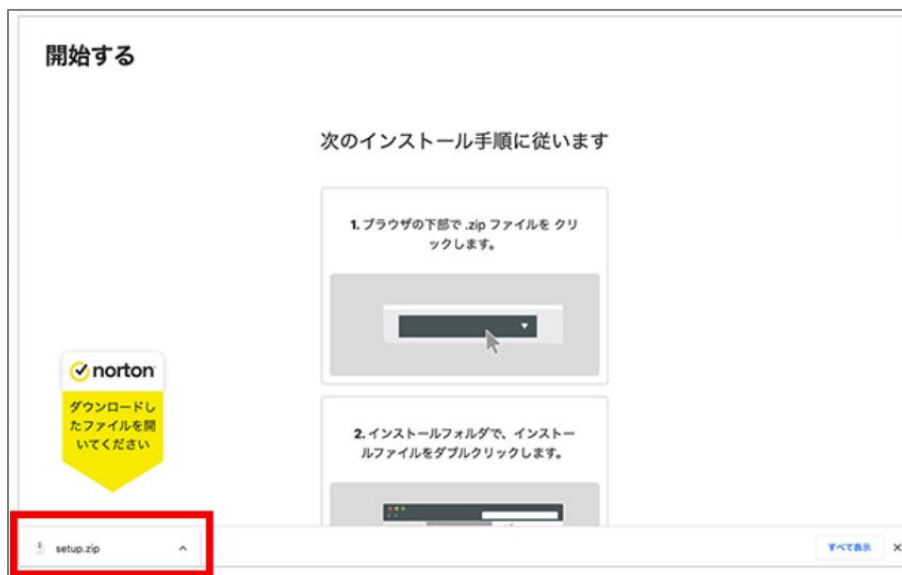 開始する
次のインストール手順に従います
1. ブラウザの下部で .zip ファイルを クリ
ックします。
norton
ダウンロードし
たファイルを開
いてください
2. インストールフォルダで、インストー
ルファイルをダブルクリックします。
setup.zip
すべて表示